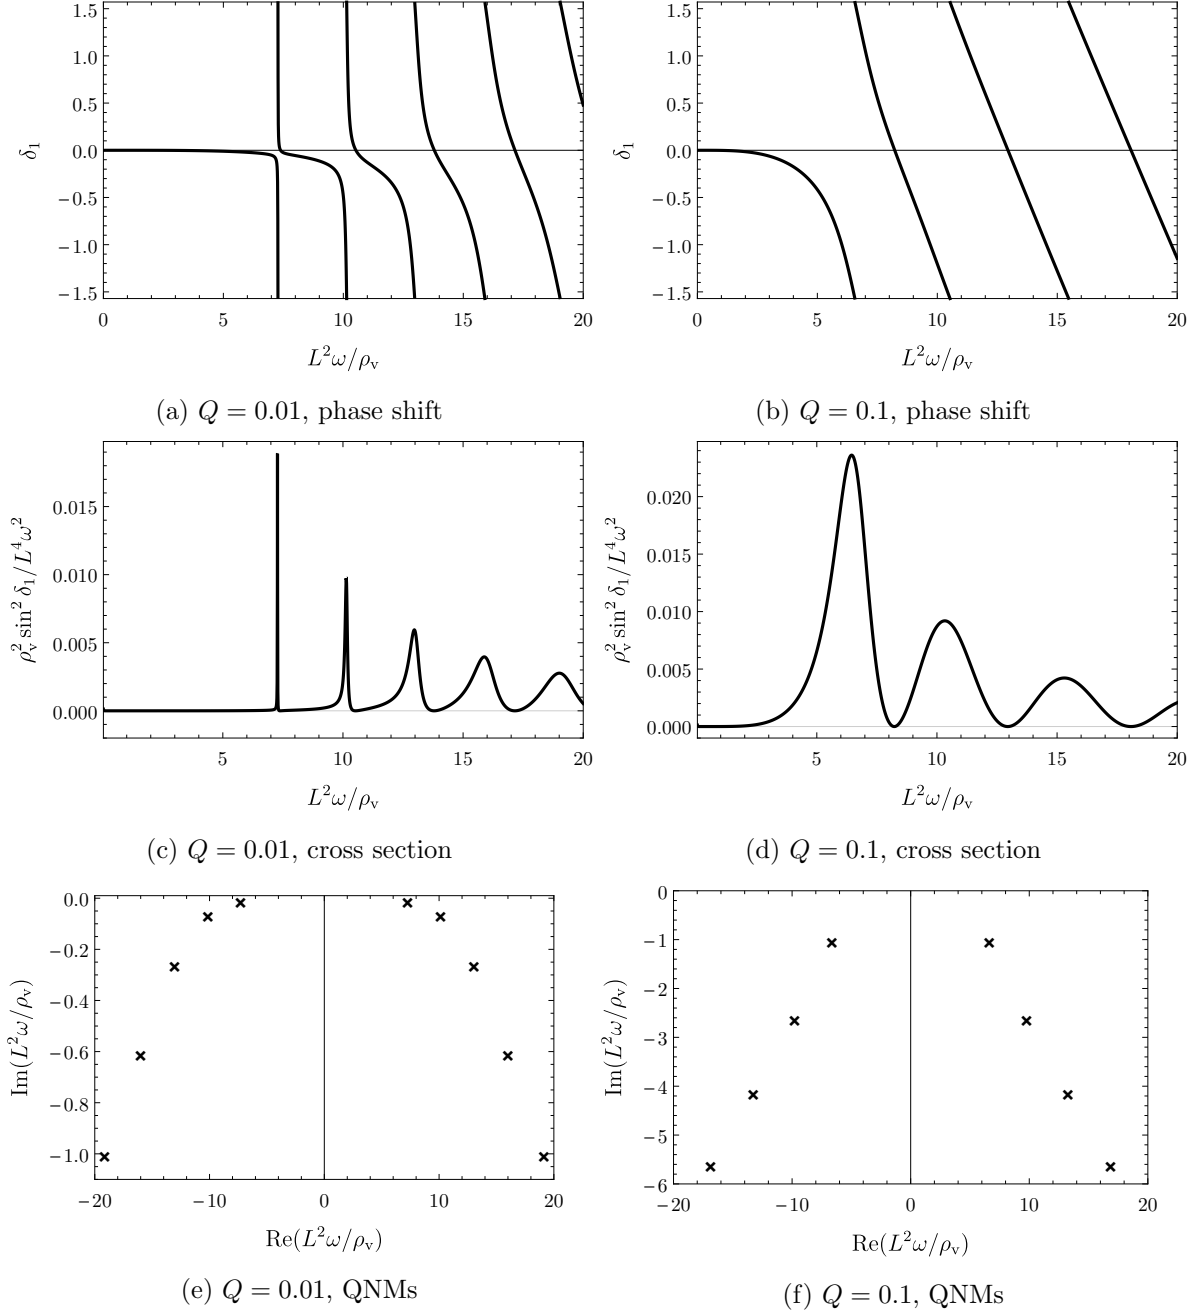 1.5
1.0
0.5
0.0
−0.5
−1.0
−1.5
δ₁
0 5 10 15 20
L²ω/ρᵥ
(a) Q = 0.01, phase shift
1.5
1.0
0.5
0.0
−0.5
−1.0
−1.5
δ₁
0 5 10 15 20
L²ω/ρᵥ
(b) Q = 0.1, phase shift
0.015
0.010
0.005
0.000
ρᵥ² sin² δ₁/L⁴ω²
5 10 15 20
L²ω/ρᵥ
(c) Q = 0.01, cross section
0.020
0.015
0.010
0.005
0.000
ρᵥ² sin² δ₁/L⁴ω²
5 10 15 20
L²ω/ρᵥ
(d) Q = 0.1, cross section
0.0
−0.2
−0.4
−0.6
−0.8
−1.0
Im(L²ω/ρᵥ)
−20 −10 0 10 20
Re(L²ω/ρᵥ)
(e) Q = 0.01, QNMs
0
−1
−2
−3
−4
−5
−6
Im(L²ω/ρᵥ)
−20 −10 0 10 20
Re(L²ω/ρᵥ)
(f) Q = 0.1, QNMs